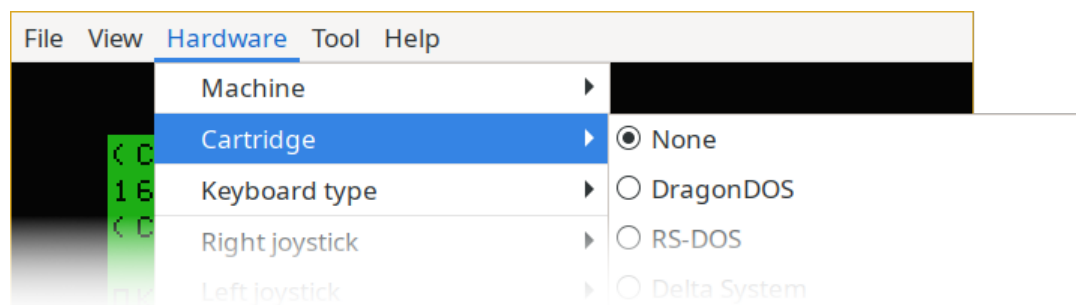 File View Hardware Tool Help
Machine
Cartridge
Keyboard type
Right joystick
Left joystick
None
DragonDOS
RS-DOS
Delta System
(C
16
(C